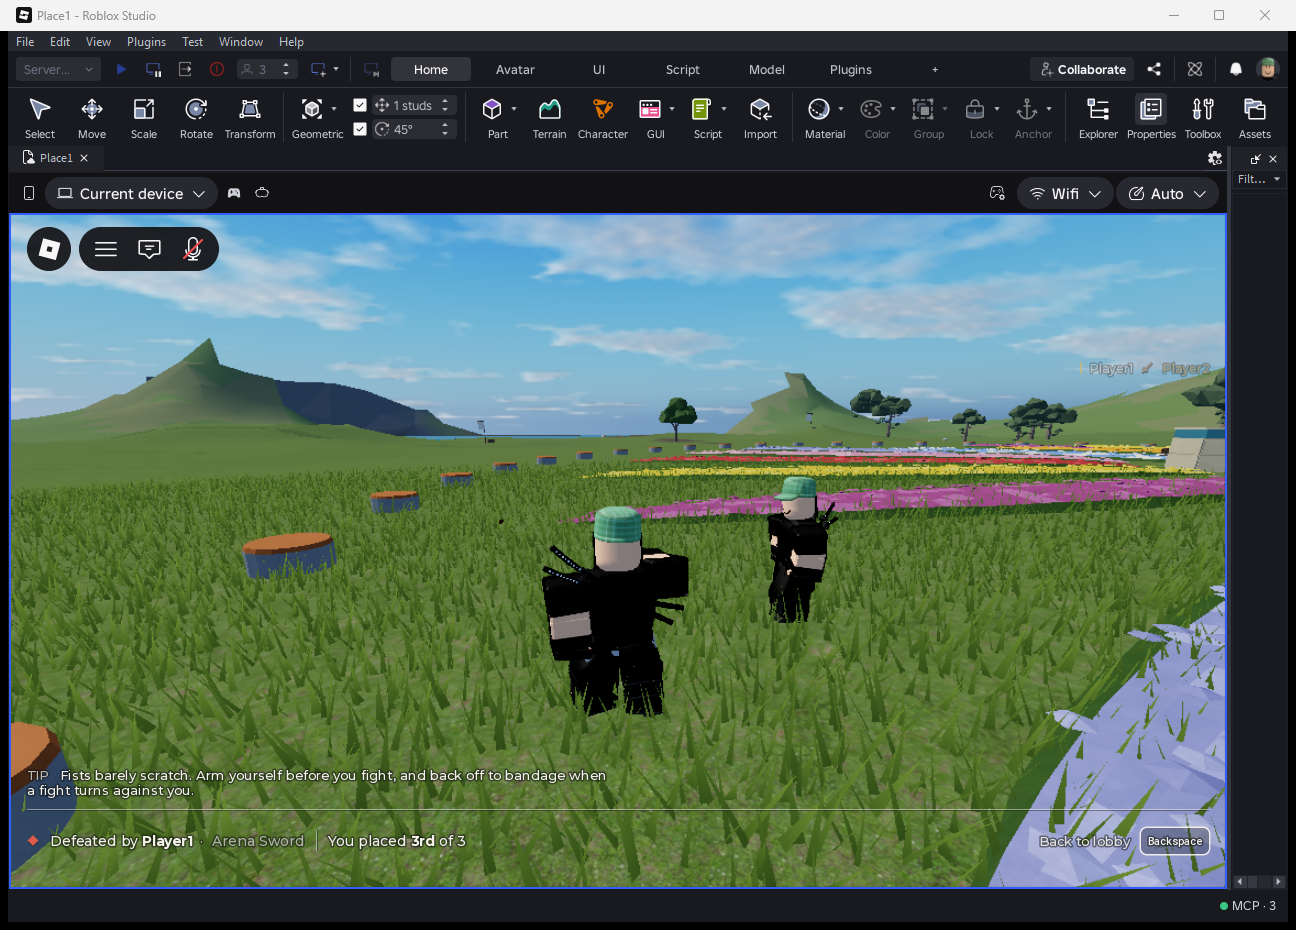 Place1 - Roblox Studio
File Edit View Plugins Test Window Help
Server... 3 Home Avatar UI Script Model Plugins + Collaborate
Select Move Scale Rotate Transform Geometric 1 studs 45° Part Terrain Character GUI Script Import Material Color Group Lock Anchor Explorer Properties Toolbox Assets
Place1
Filt...
Current device Wifi Auto
Player1 Player2
TIP Fists barely scratch. Arm yourself before you fight, and back off to bandage when
a fight turns against you.
Defeated by Player1 · Arena Sword You placed 3rd of 3 Back to lobby Backspace
MCP · 3